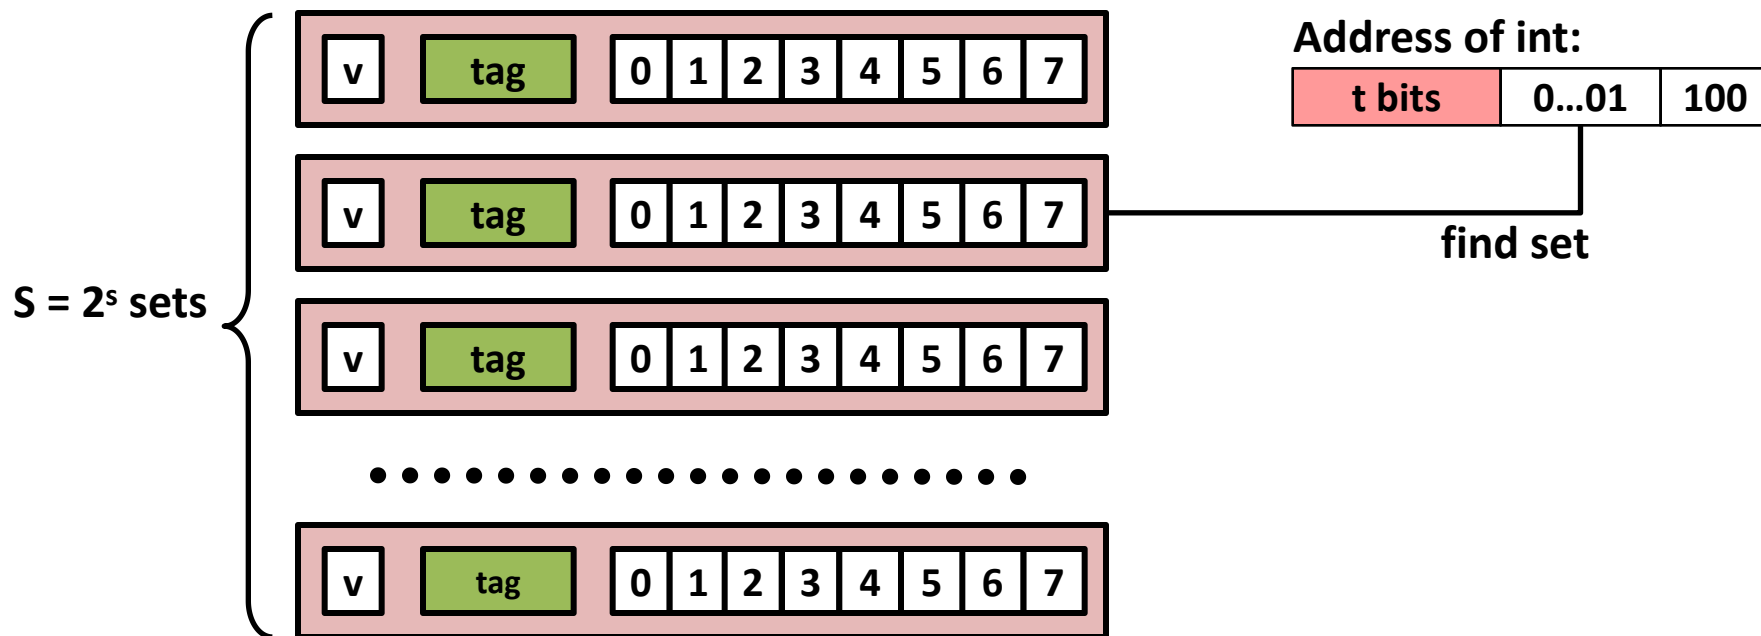 v tag 0 1 2 3 4 5 6 7
Address of int:
t bits 0...01 100
v tag 0 1 2 3 4 5 6 7
find set
S = 2ˢ sets
v tag 0 1 2 3 4 5 6 7
v tag 0 1 2 3 4 5 6 7